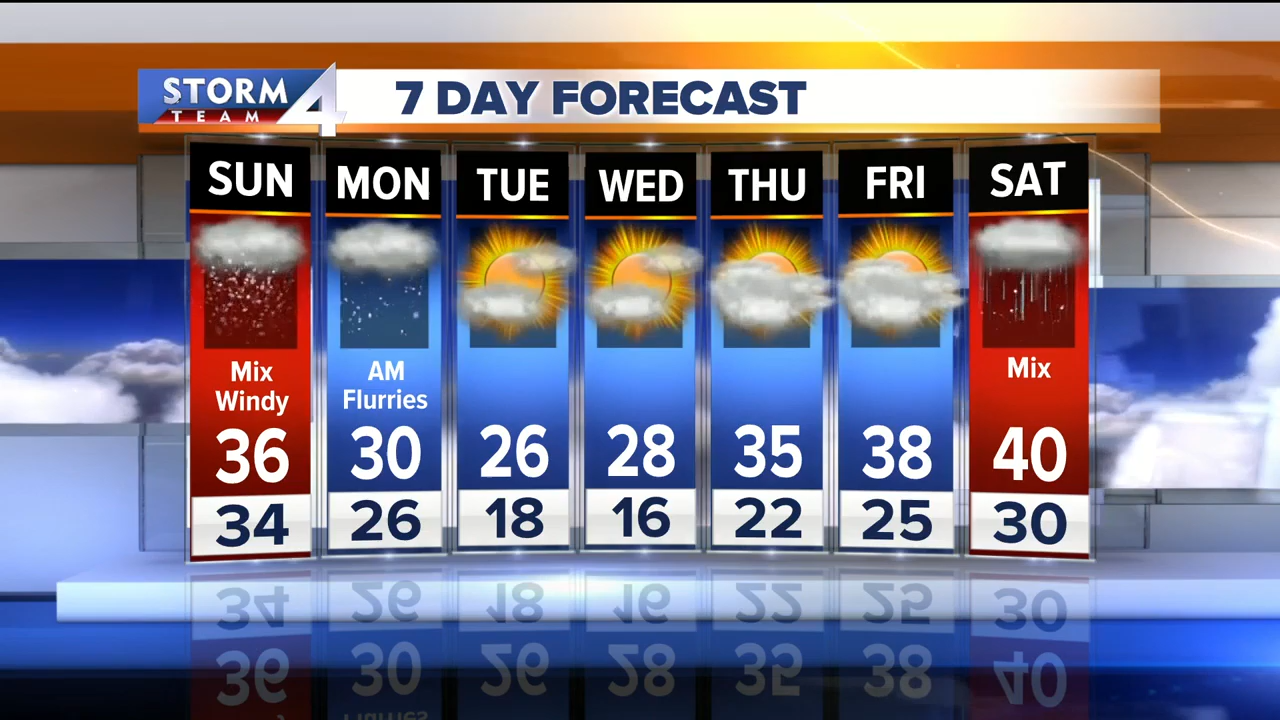 STORM 4
TEAM
7 DAY FORECAST
SUN MON TUE WED THU FRI SAT
Mix AM Mix
Windy Flurries
36 30 26 28 35 38 40
34 26 18 16 22 25 30